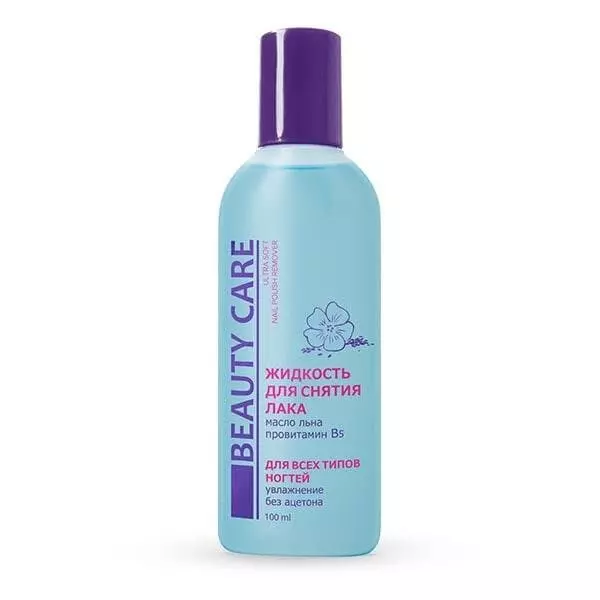 BEAUTY CARE
ULTRA SOFT
NAIL POLISH REMOVER
ЖИДКОСТЬ
ДЛЯ СНЯТИЯ
ЛАКА
масло льна
провитамин B5
ДЛЯ ВСЕХ ТИПОВ
НОГТЕЙ
увлажнение
без ацетона
100 ml